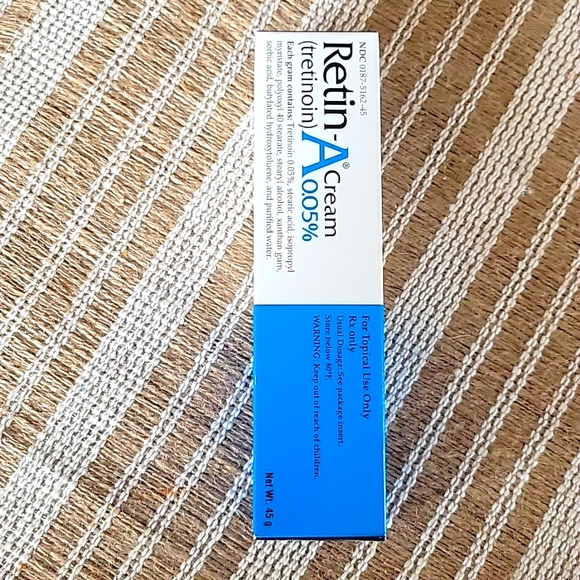 NDC 0187-5162-45
Retin-A® Cream
(tretinoin) 0.05%
Each gram contains: Tretinoin 0.05%, stearic acid, isopropyl
myristate, polyoxyl 40 stearate, stearyl alcohol, xanthan gum,
sorbic acid, butylated hydroxytoluene, and purified water.
For Topical Use Only
Rx only
Usual Dosage: See package insert.
Store below 80°F.
WARNING: Keep out of reach of children.
Net Wt. 45 g